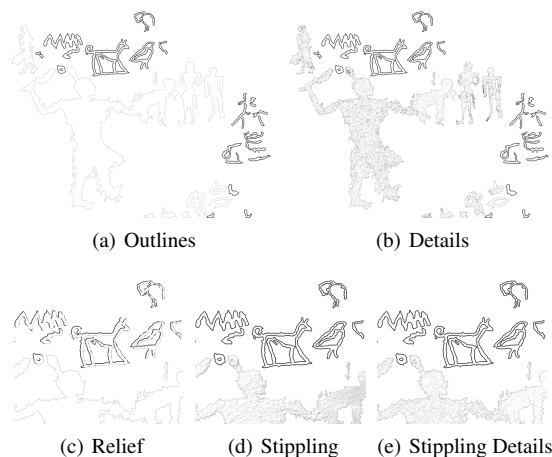 (a) Outlines
(b) Details
(c) Relief
(d) Stippling
(e) Stippling Details